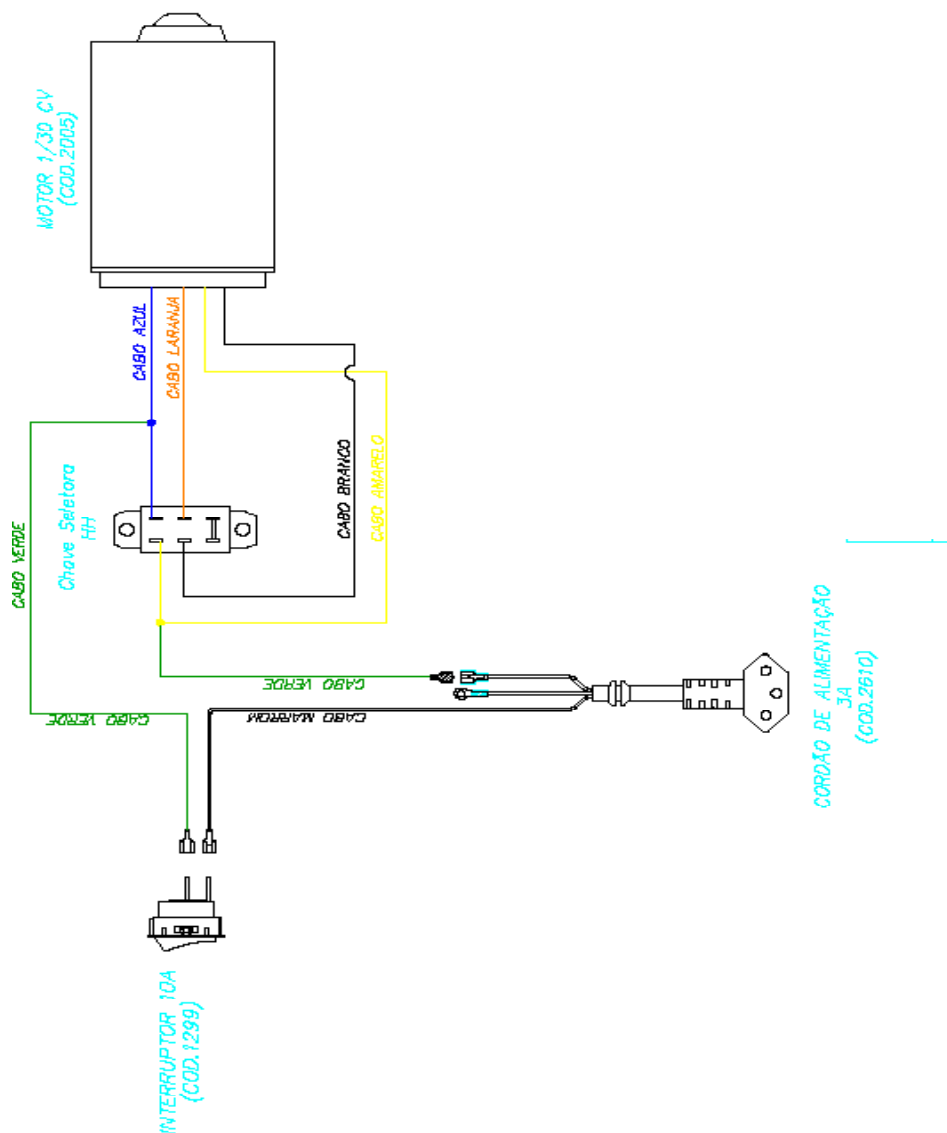 MOTOR 1/30 CV
(COD.2005)
CABO AZUL
CABO LARANJA
CABO BRANCO
CABO AMARELO
Chave Seletora
HH
CABO VERDE
CABO VERDE
CABO VERDE
CABO MARROM
CORDÃO DE ALIMENTAÇÃO
3A
(COD.2610)
INTERRUPTOR 10A
(COD.1299)